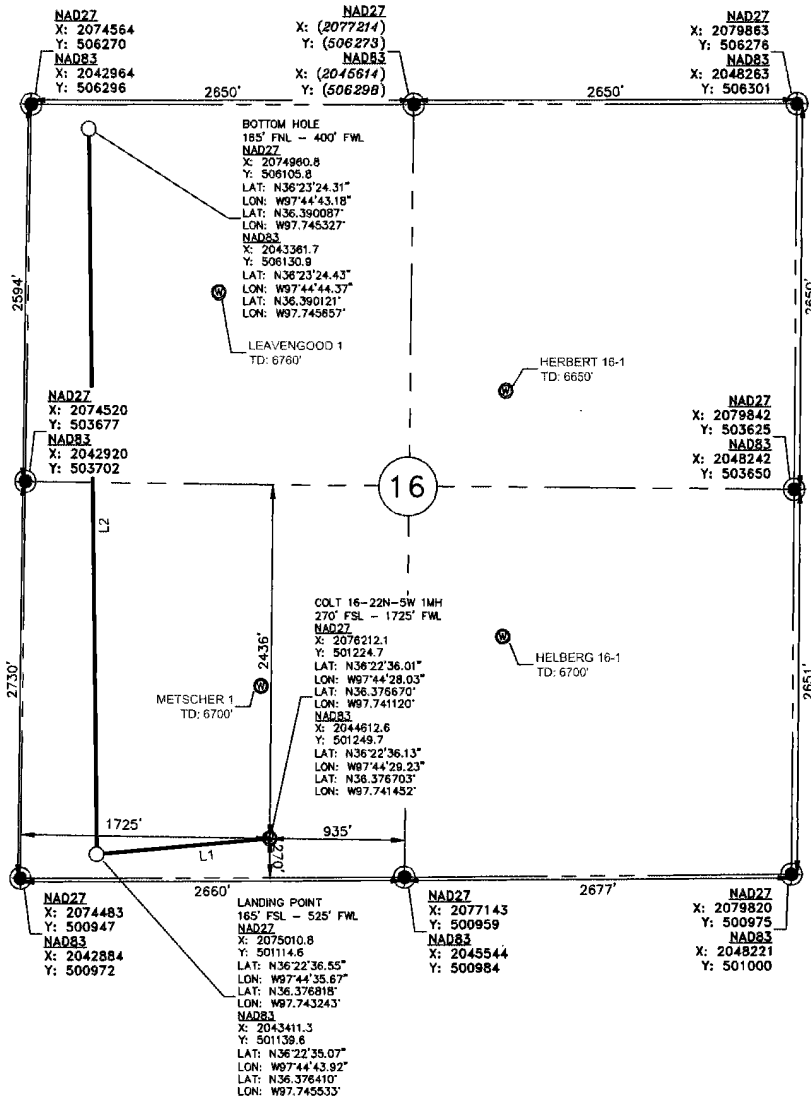 NAD27
X: 2074564
Y: 506270
NAD83
X: 2042964
Y: 506296
NAD27
X: (2077214)
Y: (506273)
NAD83
X: (2045614)
Y: (506298)
NAD27
X: 2079863
Y: 506276
NAD83
X: 2048263
Y: 506301
2650'
2650'
BOTTOM HOLE
165' FNL - 400' FWL
NAD27
X: 2074960.8
Y: 506105.8
LAT: N36°23'24.31"
LON: W97°44'43.18"
LAT: N36.390087°
LON: W97.745327°
NAD83
X: 2043361.7
Y: 506130.9
LAT: N36°23'24.43"
LON: W97°44'44.37"
LAT: N36.390121°
LON: W97.745657°
2594'
2650'
LEAVENGOOD 1
TD: 6760'
HERBERT 16-1
TD: 6650'
NAD27
X: 2074520
Y: 503677
NAD83
X: 2042920
Y: 503702
NAD27
X: 2079842
Y: 503625
NAD83
X: 2048242
Y: 503650
16
L2
COLT 16-22N-5W 1MH
270' FSL - 1725' FWL
NAD27
X: 2076212.1
Y: 501224.7
LAT: N36°22'36.01"
LON: W97°44'28.03"
LAT: N36.376670°
LON: W97.741120°
NAD83
X: 2044612.6
Y: 501249.7
LAT: N36°22'36.13"
LON: W97°44'29.23"
LAT: N36.376703°
LON: W97.741452°
2436'
HELBERG 16-1
TD: 6700'
METSCHER 1
TD: 6700'
2730'
2651'
1725'
935'
L1
270'
2660'
2677'
NAD27
X: 2074483
Y: 500947
NAD83
X: 2042884
Y: 500972
LANDING POINT
165' FSL - 525' FWL
NAD27
X: 2075010.8
Y: 501114.6
LAT: N36°22'36.55"
LON: W97°44'35.67"
LAT: N36.376818°
LON: W97.743243°
NAD83
X: 2043411.3
Y: 501139.6
LAT: N36°22'35.07"
LON: W97°44'43.92"
LAT: N36.376410°
LON: W97.745533°
NAD27
X: 2077143
Y: 500959
NAD83
X: 2045544
Y: 500984
NAD27
X: 2079820
Y: 500975
NAD83
X: 2048221
Y: 501000